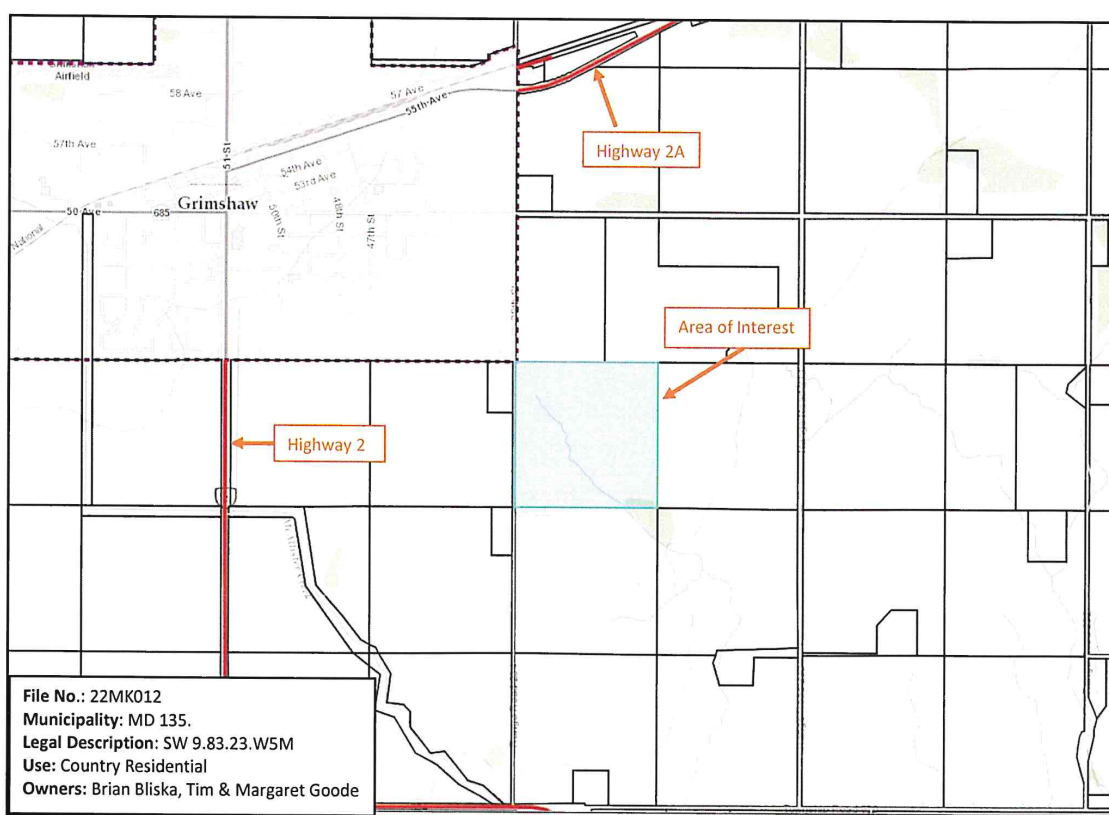 Airfield
58 Ave
57 Ave
55th Ave
57th Ave
51 St
54th Ave
53rd Ave
Highway 2A
50 Ave
685
Grimshaw
50th St
48th St
47th St
National
Area of Interest
Highway 2
File No.: 22MK012
Municipality: MD 135.
Legal Description: SW 9.83.23.W5M
Use: Country Residential
Owners: Brian Bliska, Tim & Margaret Goode